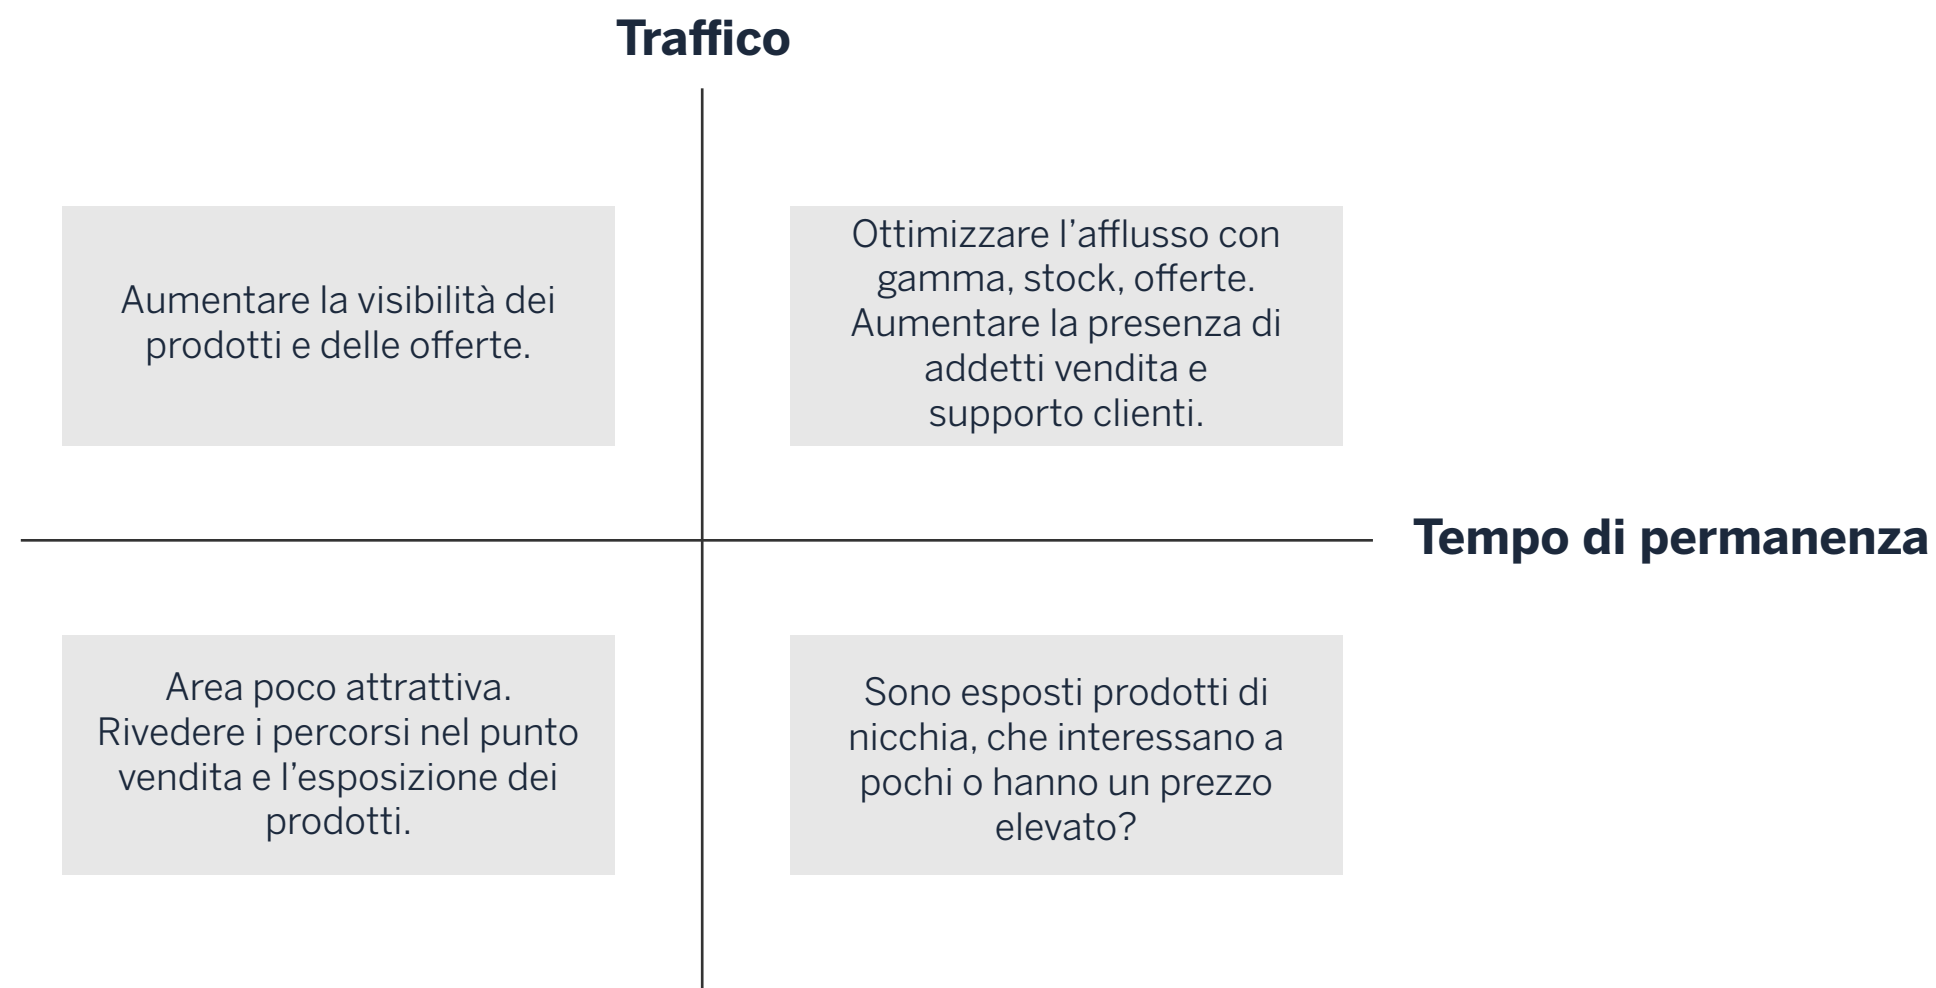 Traffico
Aumentare la visibilità dei
prodotti e delle offerte.
Ottimizzare l’afflusso con
gamma, stock, offerte.
Aumentare la presenza di
addetti vendita e
supporto clienti.
Tempo di permanenza
Area poco attrattiva.
Rivedere i percorsi nel punto
vendita e l’esposizione dei
prodotti.
Sono esposti prodotti di
nicchia, che interessano a
pochi o hanno un prezzo
elevato?